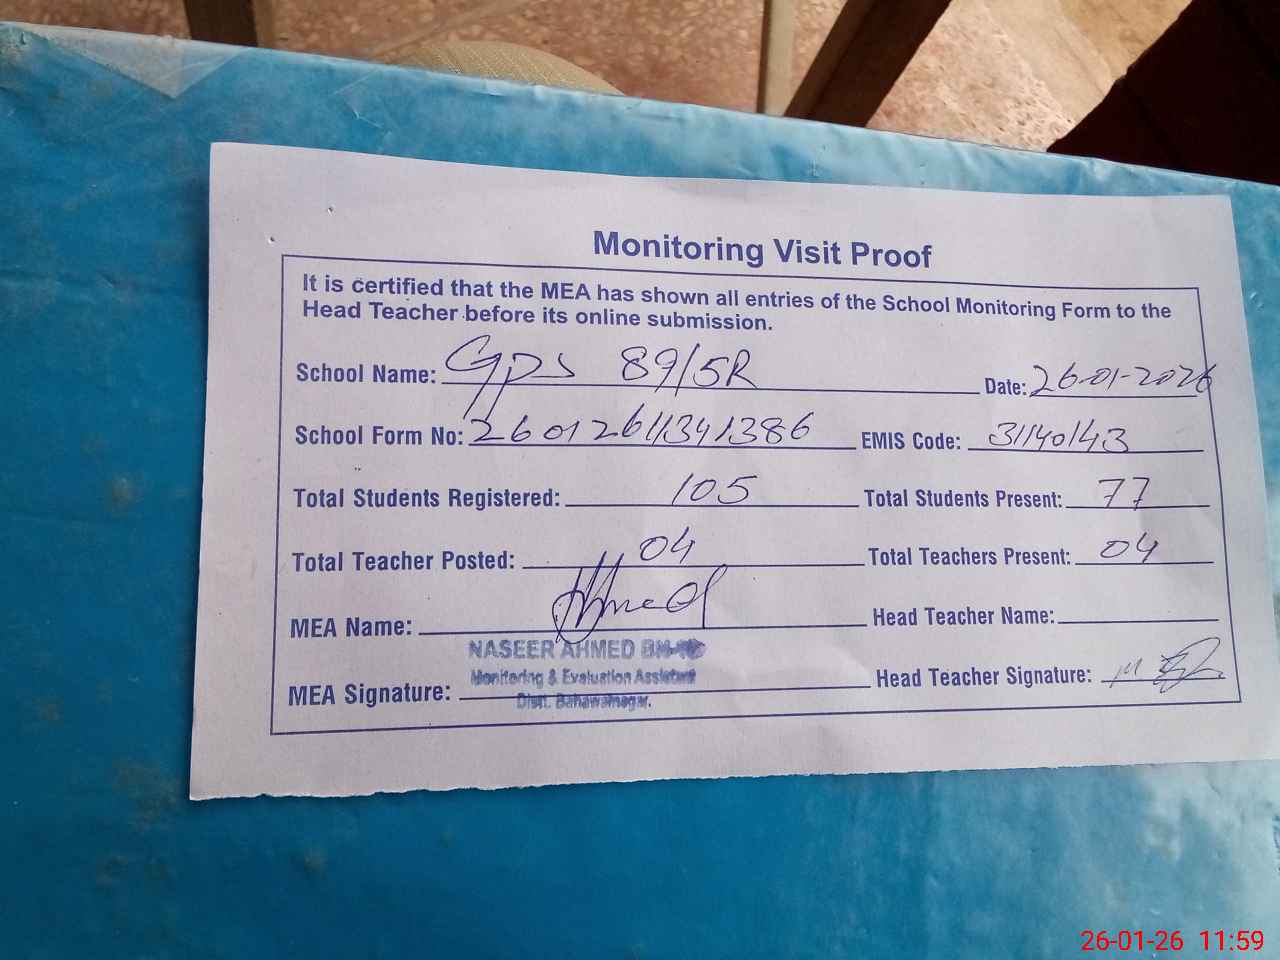 Monitoring Visit Proof
It is certified that the MEA has shown all entries of the School Monitoring Form to the
Head Teacher before its online submission.
School Name: Gps 89/5R Date: 26-01-2026
School Form No: 26012611341386 EMIS Code: 31140143
Total Students Registered: 105 Total Students Present: 77
Total Teacher Posted: 04 Total Teachers Present: 04
MEA Name: Ahmed Head Teacher Name:
NASEER AHMED
Monitoring & Evaluation Assistant
MEA Signature: Head Teacher Signature:
Distt. Bahawalnagar.
26-01-26 11:59